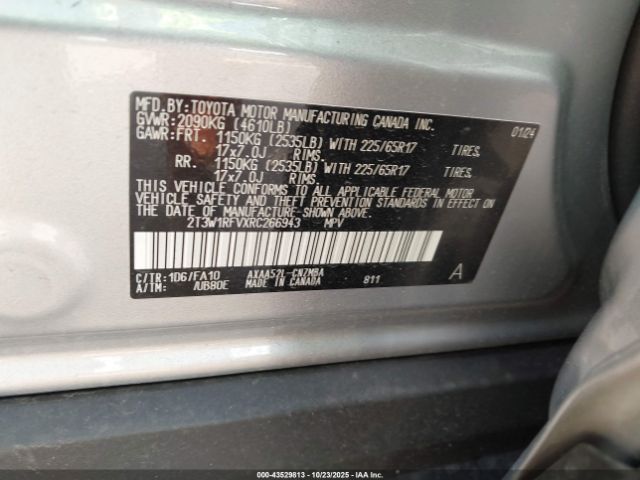 MFD. BY: TOYOTA MOTOR MANUFACTURING CANADA INC.
GVWR: 2090KG (4610LB) 01/24
GAWR: FRT. 1150KG (2535LB) WITH 225/65R17 TIRES,
17x7.0J RIMS,
RR. 1150KG (2535LB) WITH 225/65R17 TIRES,
17x7.0J RIMS.
THIS VEHICLE CONFORMS TO ALL APPLICABLE FEDERAL MOTOR
VEHICLE SAFETY AND THEFT PREVENTION STANDARDS IN EFFECT ON
THE DATE OF MANUFACTURE SHOWN ABOVE.
2T3W1RFVXRC266943 MPV
C/TR: 1D6/FA10 AXAA52L-CNZMBA
A/TM: /UB80E MADE IN CANADA 811 A
000-43529813 - 10/23/2025 - IAA Inc.